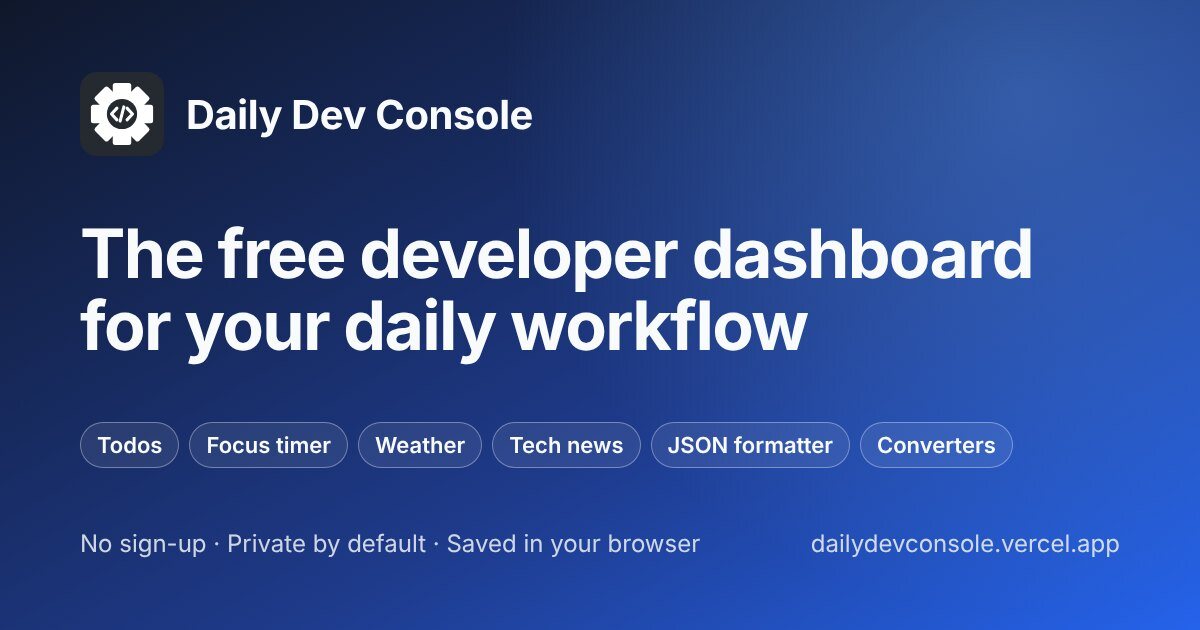 </>
Daily Dev Console
The free developer dashboard
for your daily workflow
Todos Focus timer Weather Tech news JSON formatter Converters
No sign-up · Private by default · Saved in your browser dailydevconsole.vercel.app